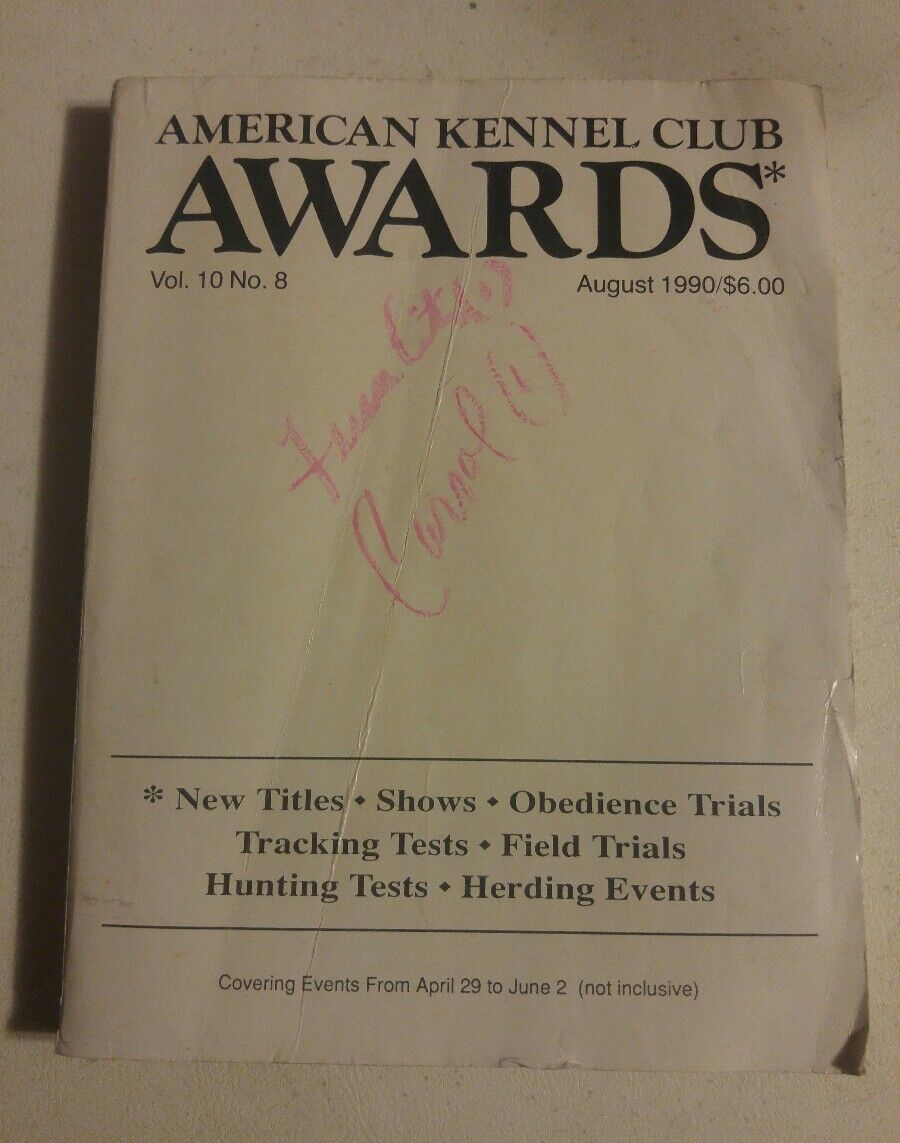 AMERICAN KENNEL CLUB
AWARDS*
Vol. 10 No. 8
August 1990/$6.00
* New Titles • Shows • Obedience Trials
Tracking Tests • Field Trials
Hunting Tests • Herding Events
Covering Events From April 29 to June 2 (not inclusive)